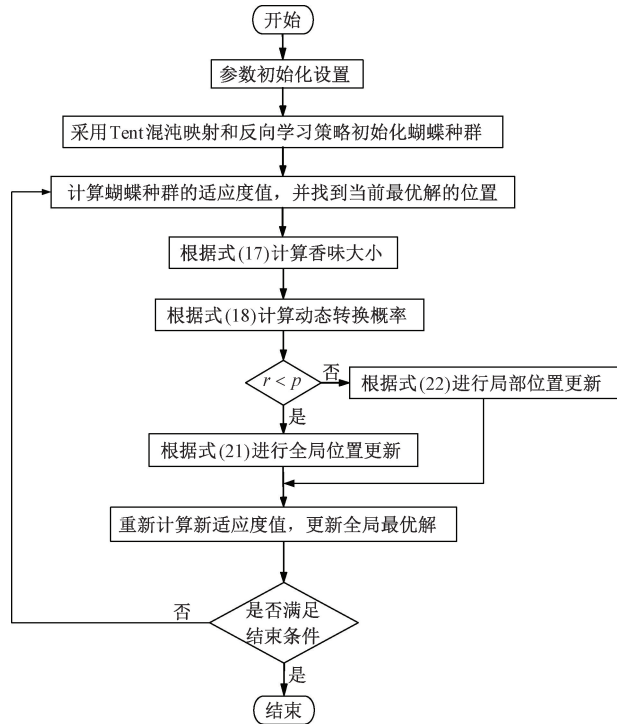 开始
参数初始化设置
采用Tent混沌映射和反向学习策略初始化蝴蝶种群
计算蝴蝶种群的适应度值，并找到当前最优解的位置
根据式(17)计算香味大小
根据式(18)计算动态转换概率
r < p
否
根据式(22)进行局部位置更新
是
根据式(21)进行全局位置更新
重新计算新适应度值，更新全局最优解
否
是否满足
结束条件
是
结束